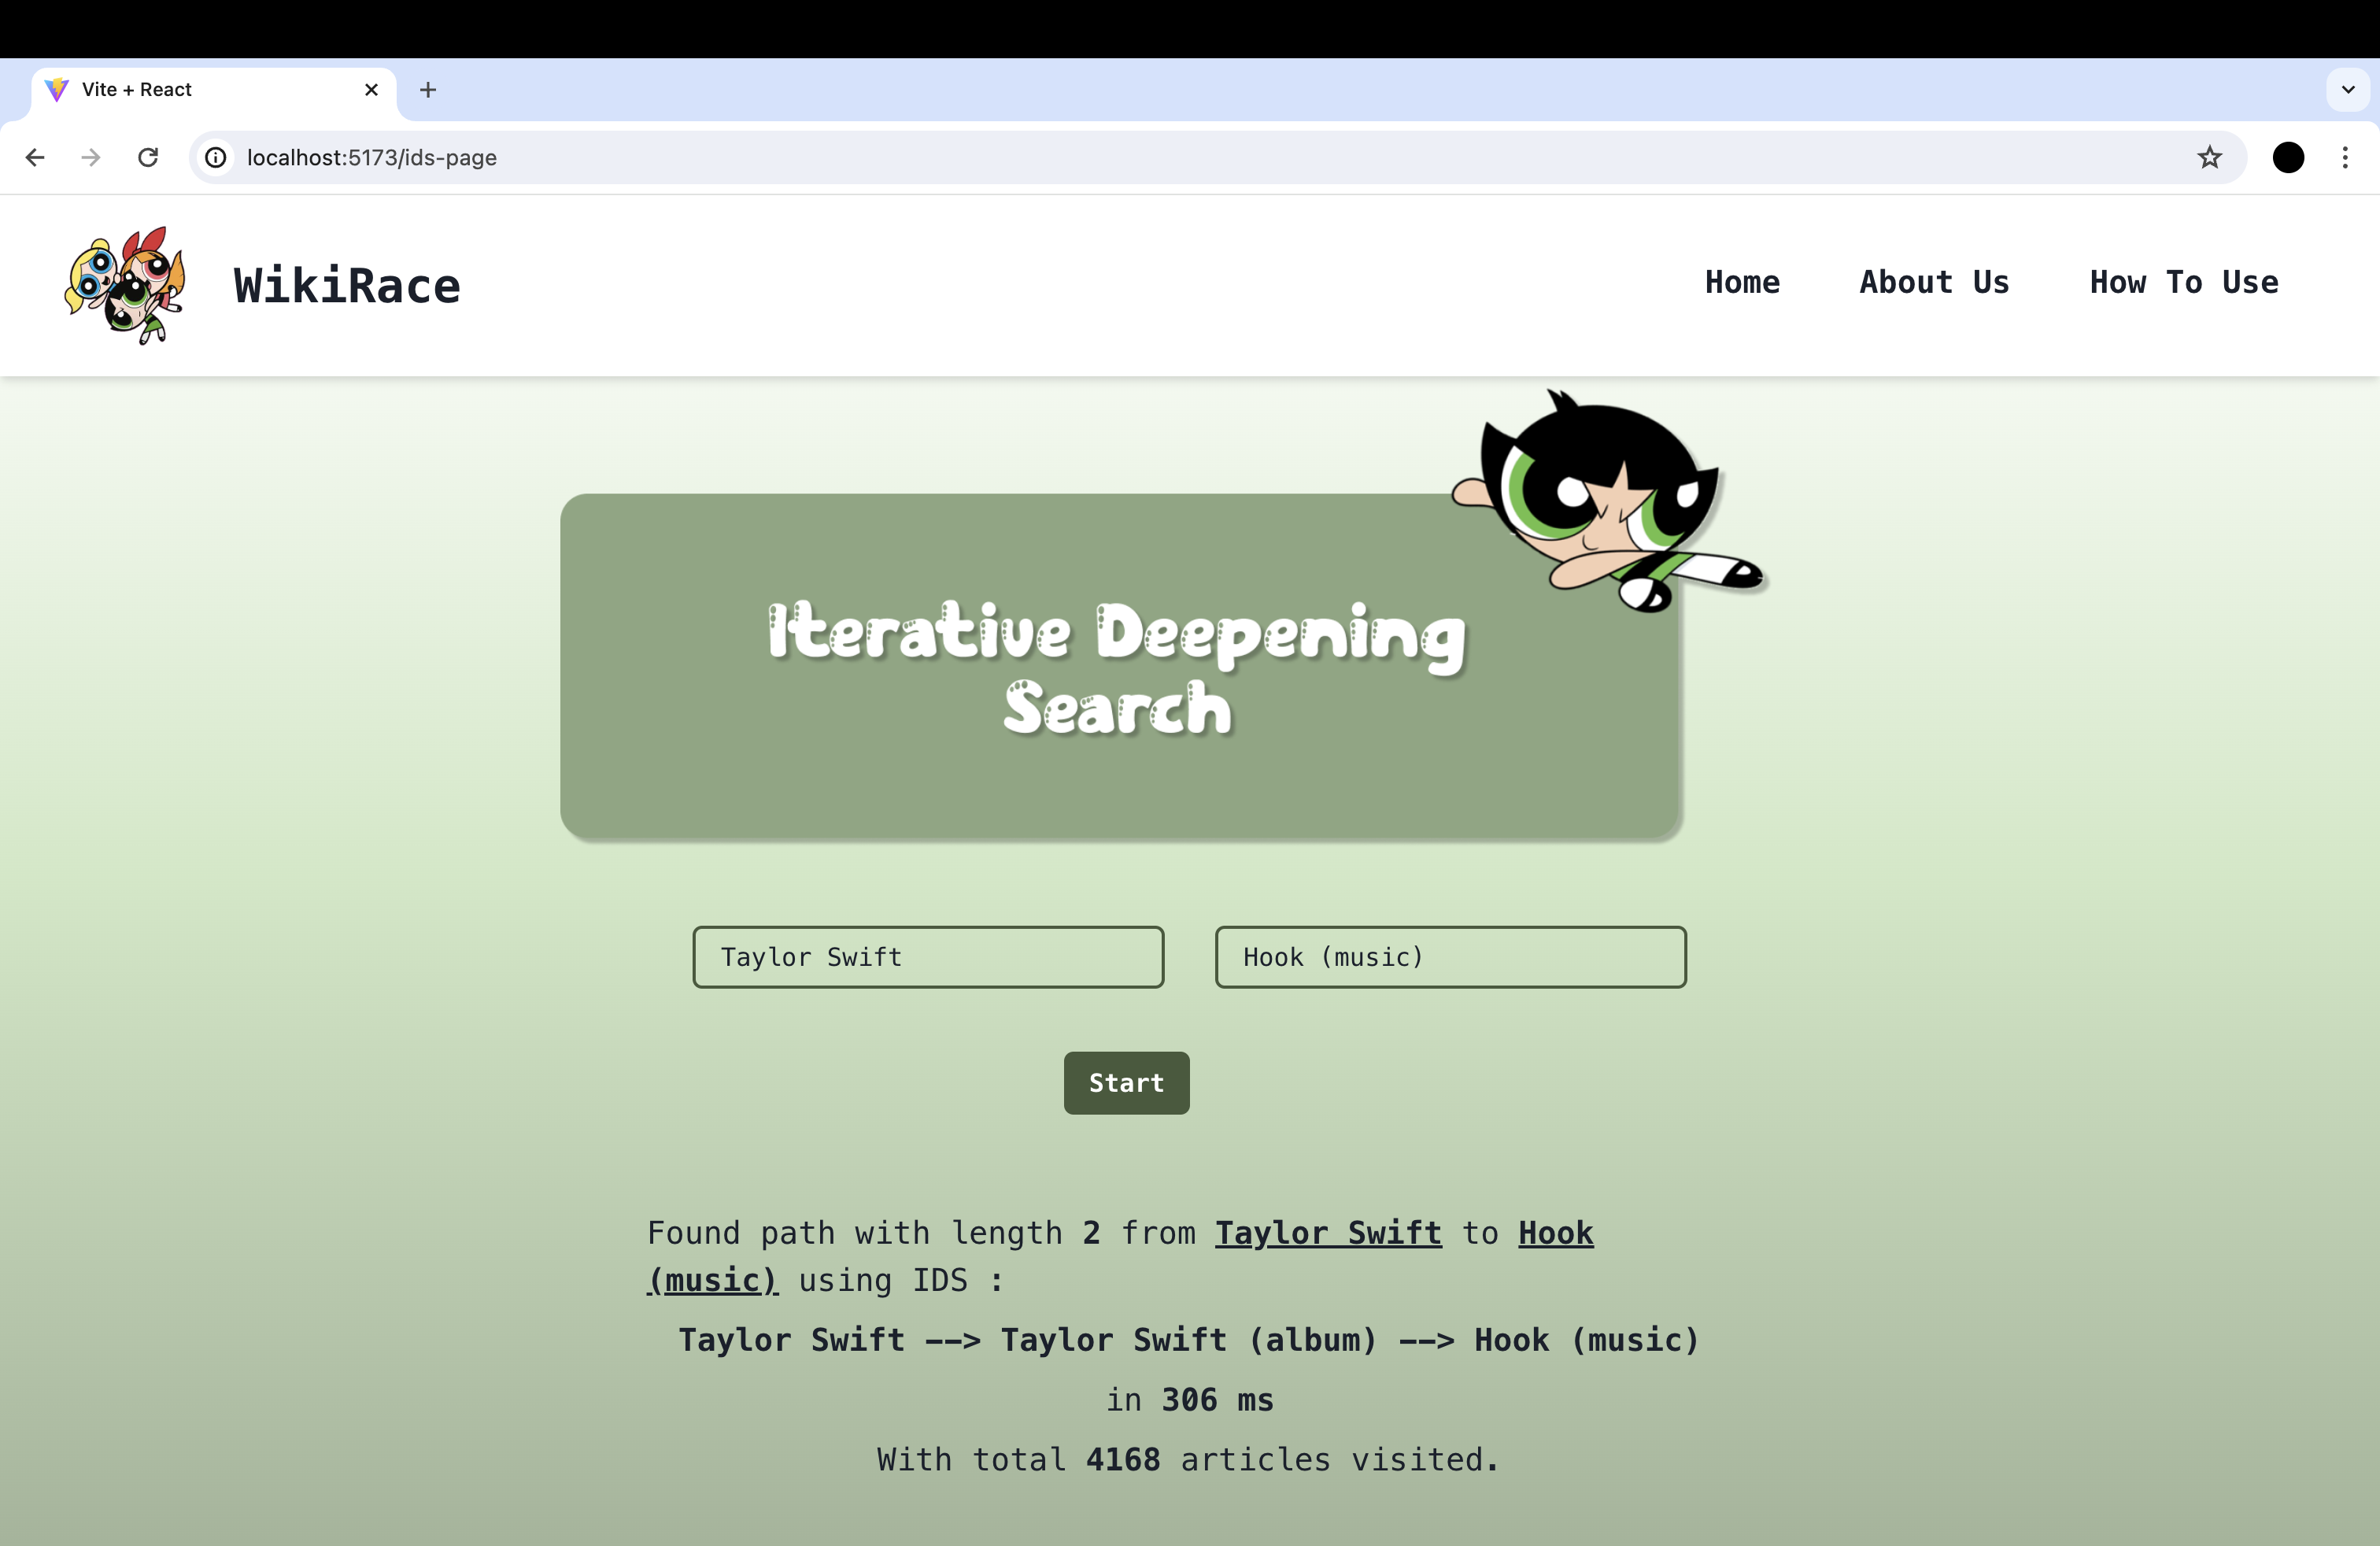 Vite + React
localhost:5173/ids-page
WikiRace
Home About Us How To Use
Iterative Deepening
Search
Taylor Swift Hook (music)
Start
Found path with length 2 from Taylor Swift to Hook
(music) using IDS :
Taylor Swift --> Taylor Swift (album) --> Hook (music)
in 306 ms
With total 4168 articles visited.